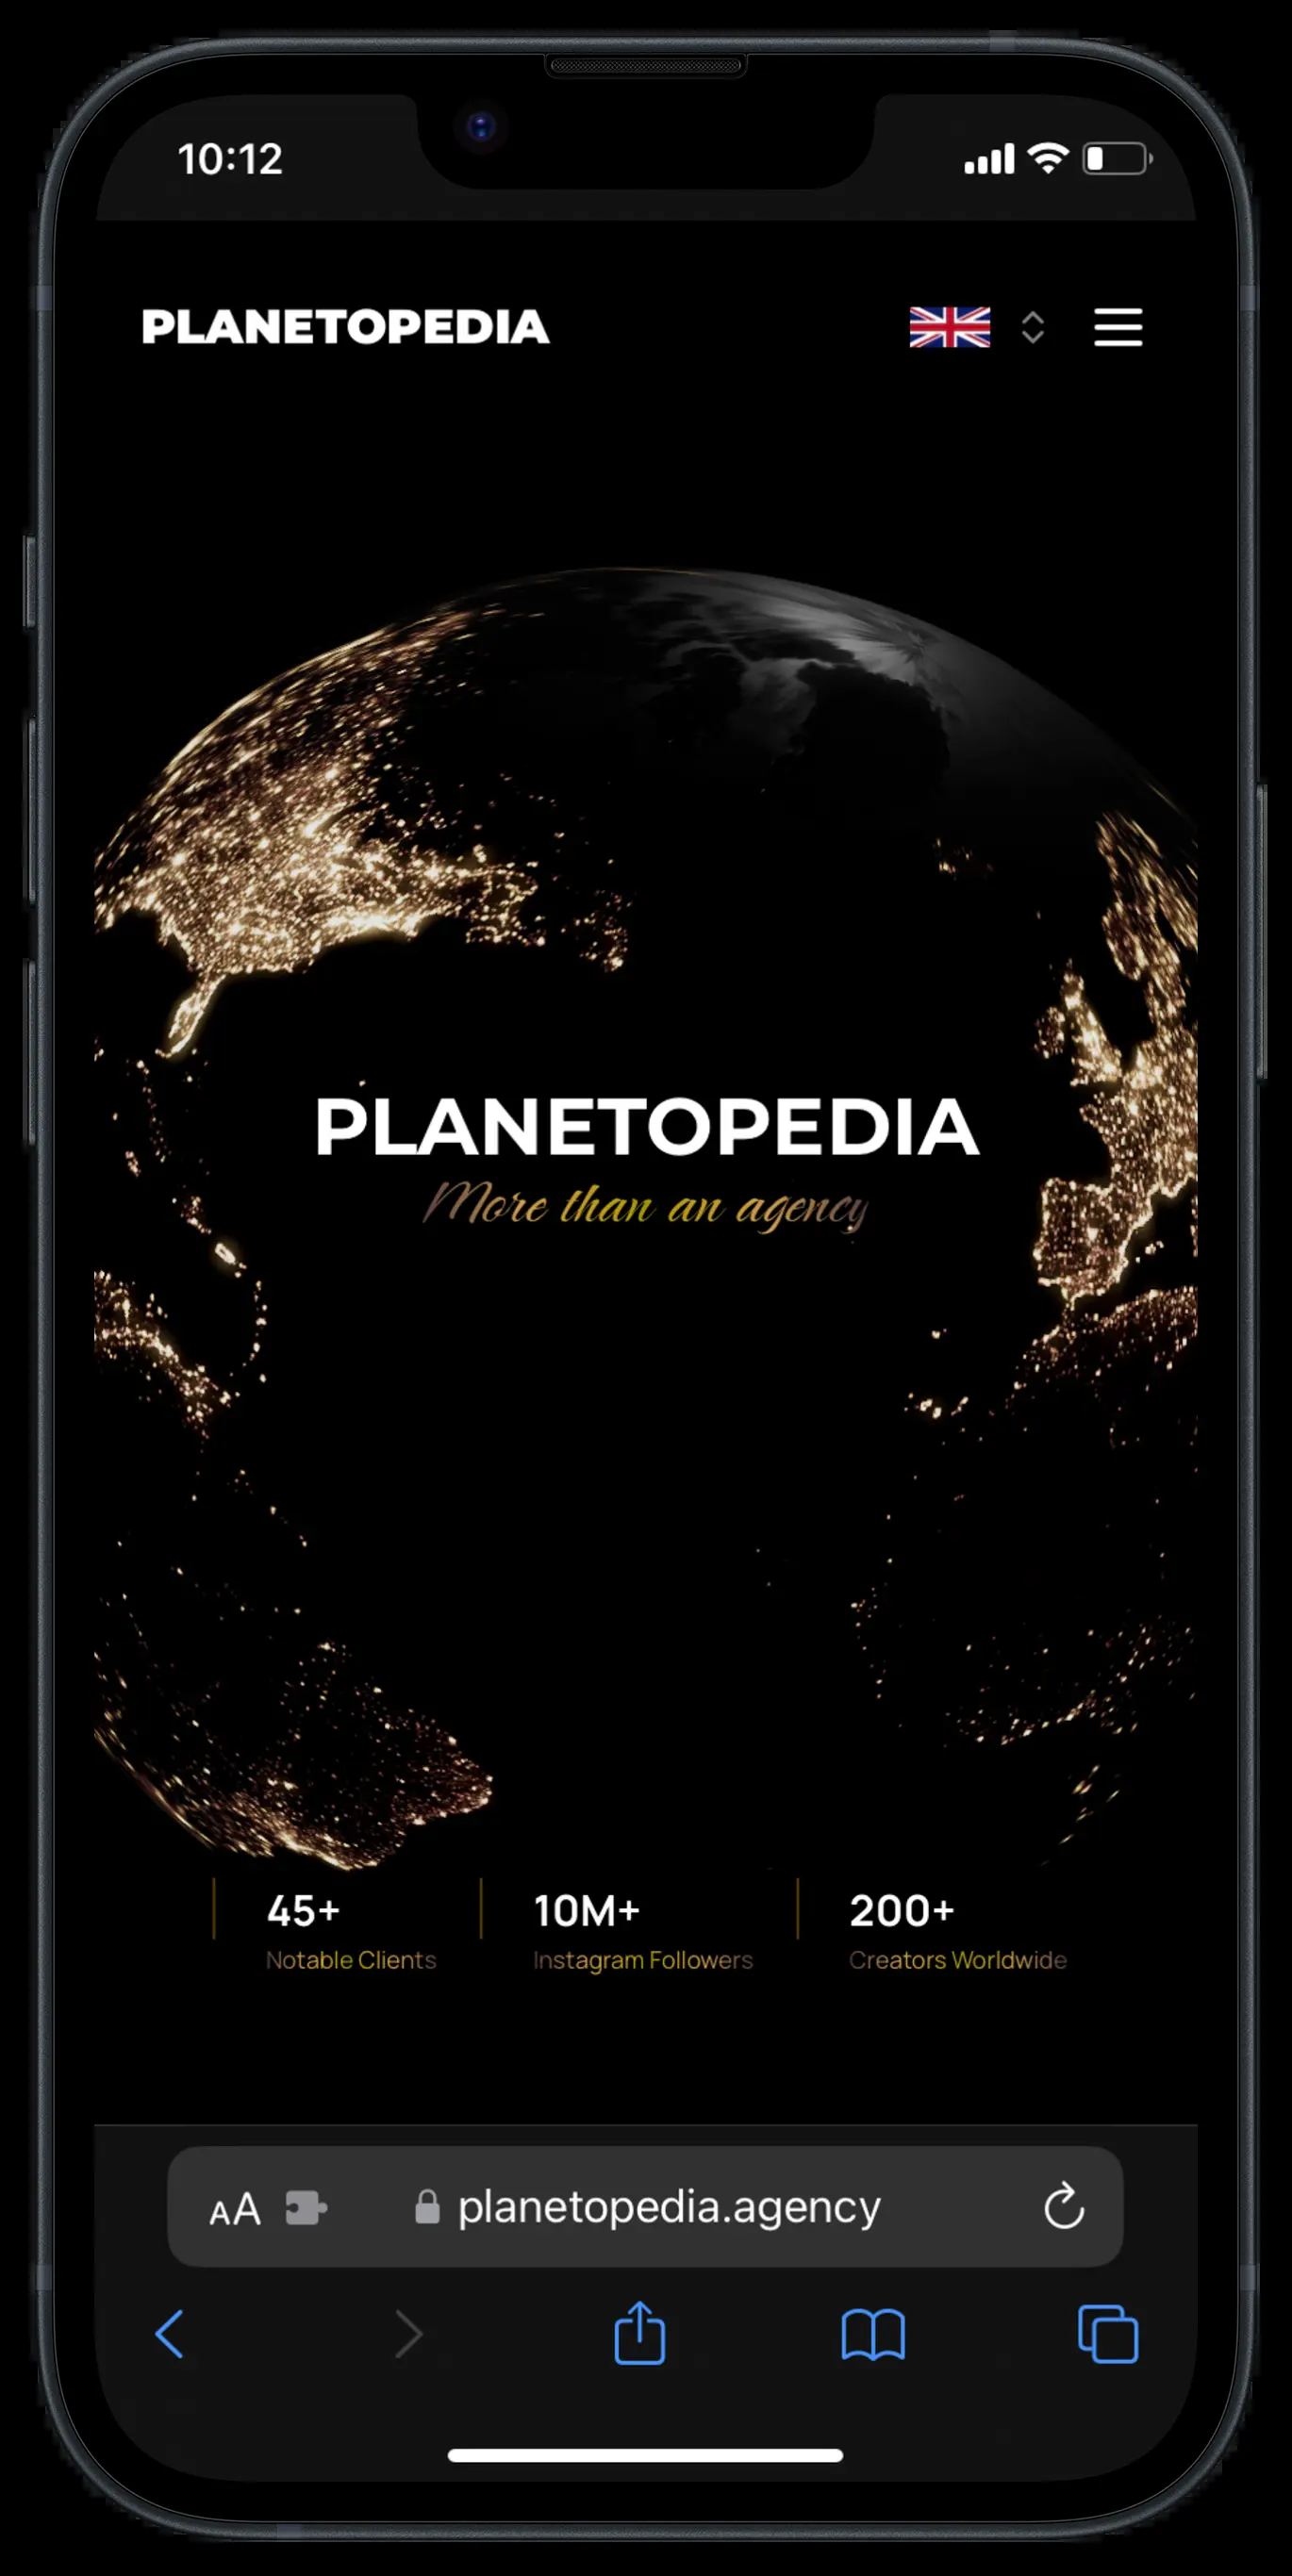 10:12
PLANETOPEDIA
PLANETOPEDIA
More than an agency
45+ 10M+ 200+
Notable Clients Instagram Followers Creators Worldwide
AA planetopedia.agency